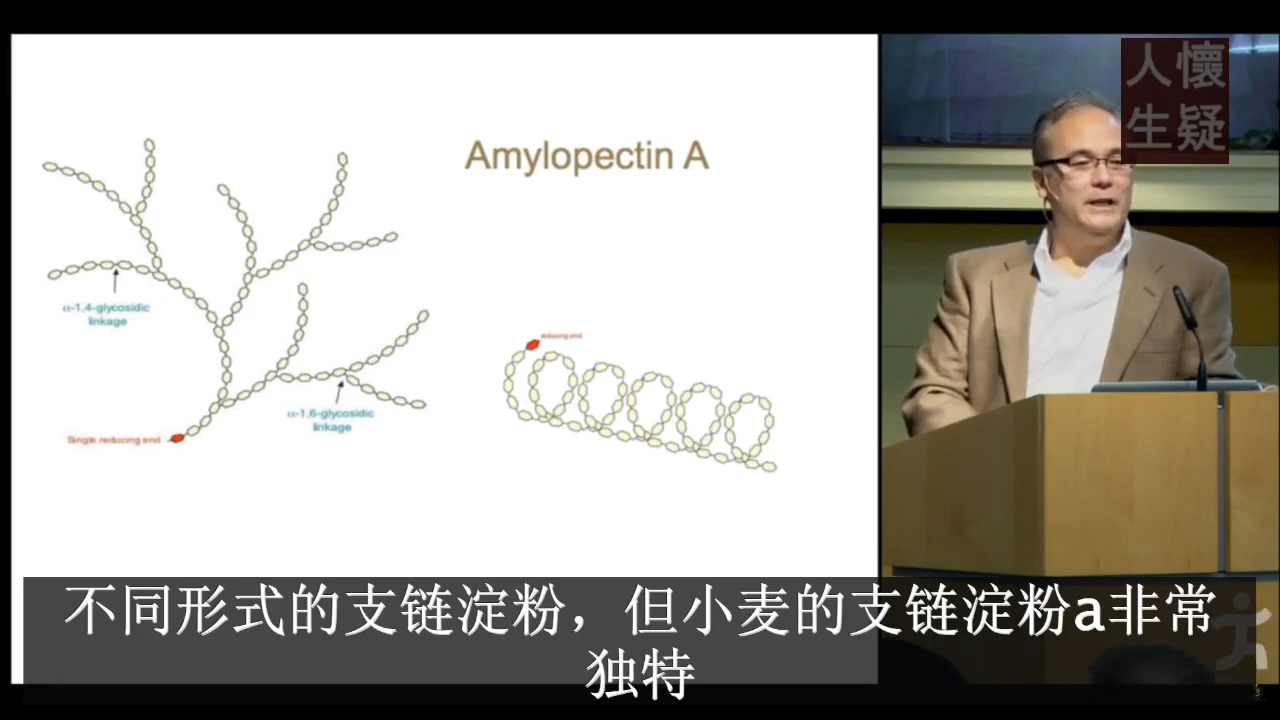 Amylopectin A
α-1,4-glycosidic
linkage
reducing end
α-1,6-glycosidic
linkage
Single reducing end
人懷
生疑
不同形式的支链淀粉，但小麦的支链淀粉a非常
独特